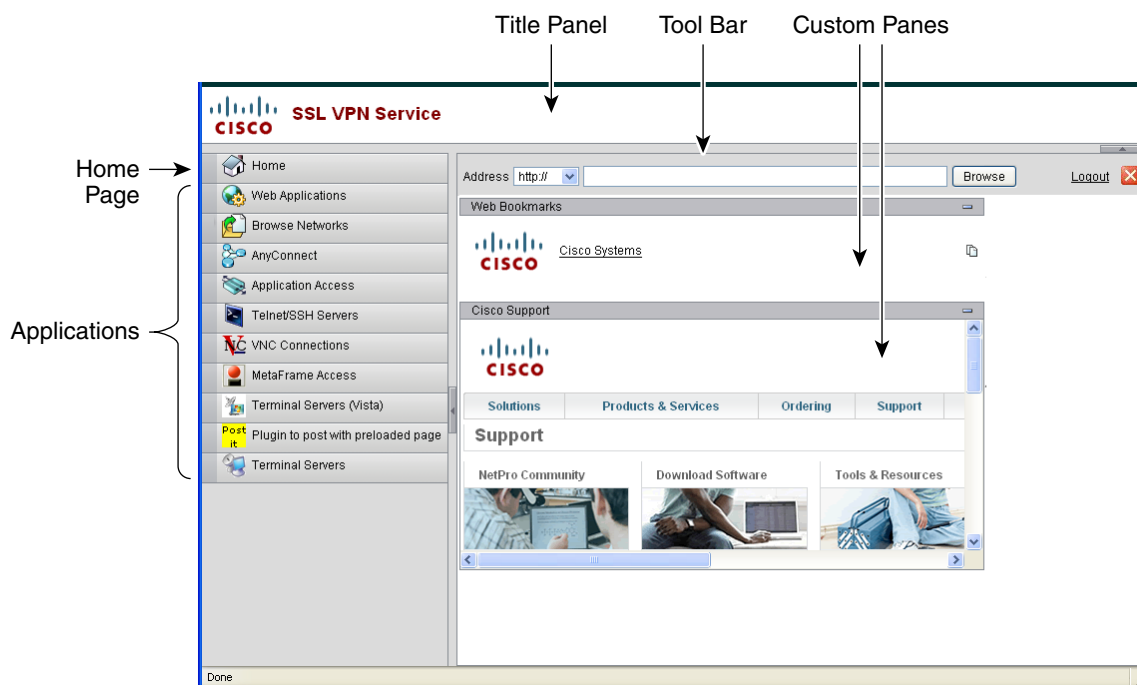 Title Panel
Tool Bar
Custom Panes
CISCO
SSL VPN Service
Home
Page
Applications
Home
Web Applications
Browse Networks
AnyConnect
Application Access
Telnet/SSH Servers
VNC Connections
MetaFrame Access
Terminal Servers (Vista)
Post it
Plugin to post with preloaded page
Terminal Servers
Address http:// Browse Logout
Web Bookmarks
CISCO
Cisco Systems
Cisco Support
CISCO
Solutions Products & Services Ordering Support
Support
NetPro Community Download Software Tools & Resources
Done